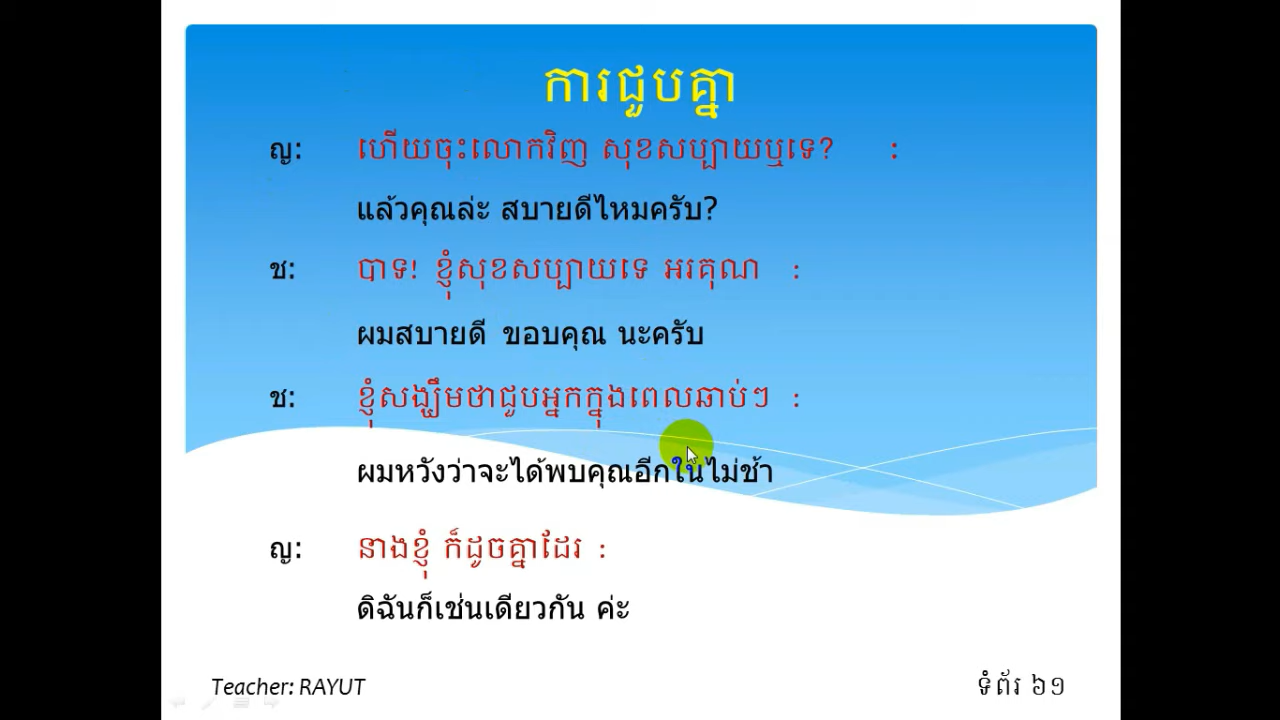 ការជួបគ្នា
ญ: ហើយចុះលោកវិញ សុខសប្បាយឬទេ? :
แล้วคุณล่ะ สบายดีไหมครับ?
ช: បាទ! ខ្ញុំសុខសប្បាយទេ អរគុណ :
ผมสบายดี ขอบคุณ นะครับ
ช: ខ្ញុំសង្ឃឹមថាជួបអ្នកក្នុងពេលឆាប់ៗ :
ผมหวังว่าจะได้พบคุณอีกในไม่ช้า
ญ: នាងខ្ញុំ ក៏ដូចគ្នាដែរ :
ดิฉันก็เช่นเดียวกัน ค่ะ
Teacher: RAYUT ទំព័រ ៦១